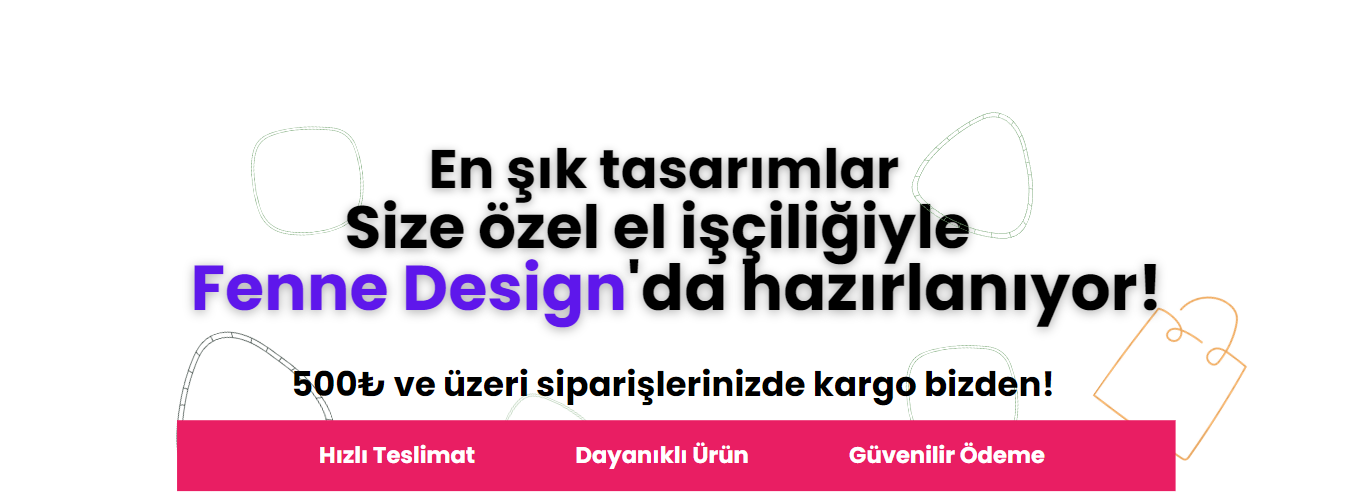 En şık tasarımlar
Size özel el işçiliğiyle
Fenne Design'da hazırlanıyor!
500₺ ve üzeri siparişlerinizde kargo bizden!
Hızlı Teslimat Dayanıklı Ürün Güvenilir Ödeme